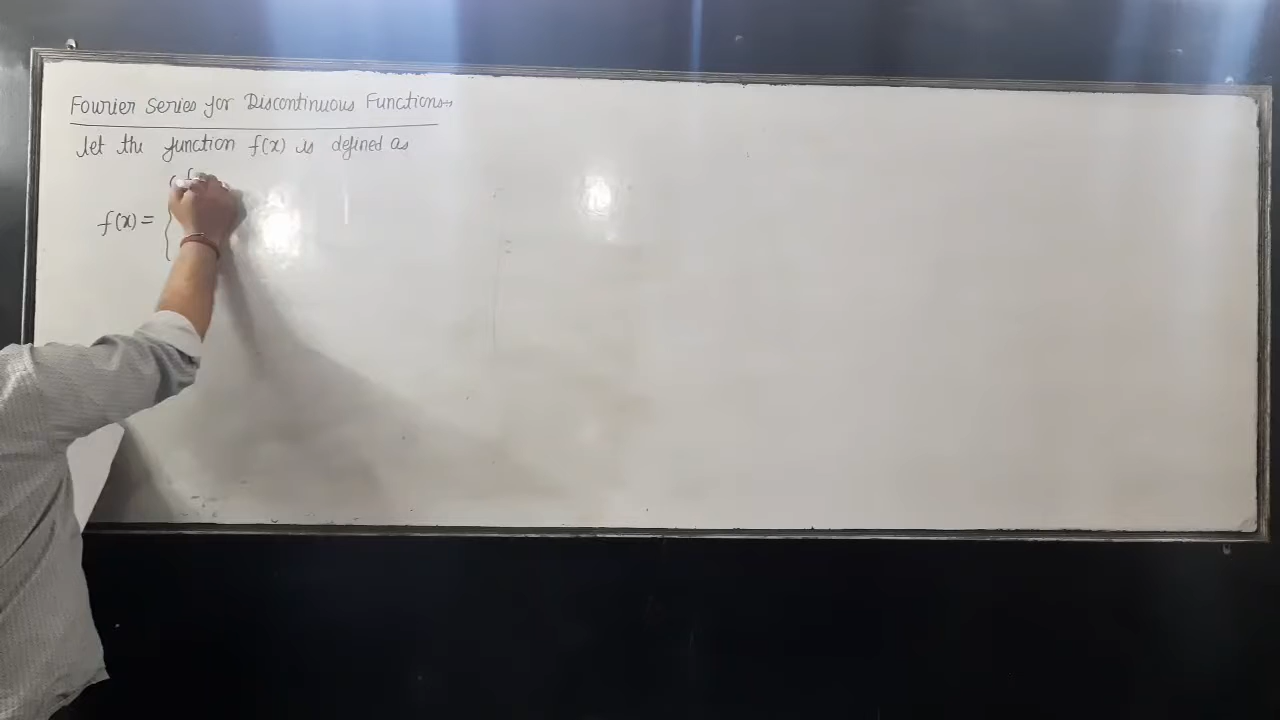 Fourier Series for Discontinuous Functions→
Let the function f(x) is defined as
f(x) = {